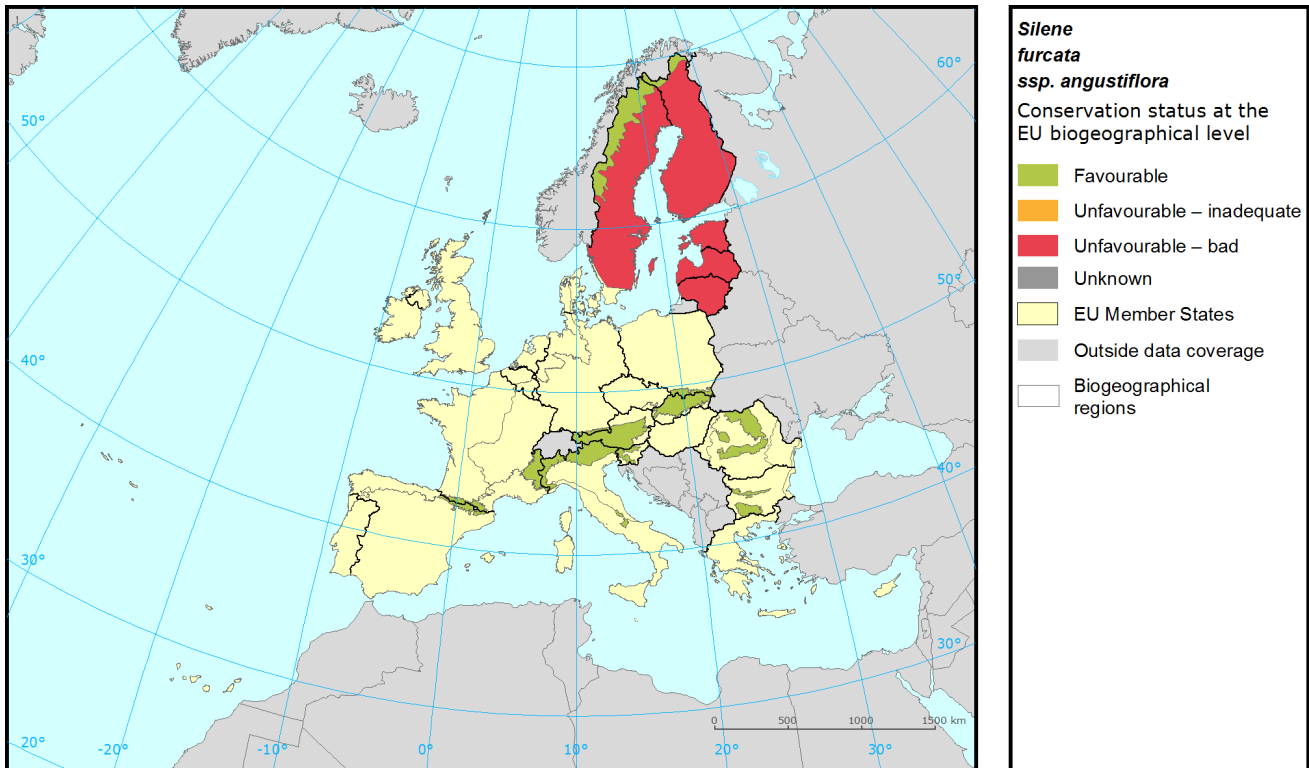 Silene
furcata
ssp. angustiflora
Conservation status at the
EU biogeographical level
Favourable
Unfavourable – inadequate
Unfavourable – bad
Unknown
EU Member States
Outside data coverage
Biogeographical
regions
60°
50°
50°
40°
40°
30°
30°
0 500 1000 1500 km
20° -20° -10° 0° 10° 20° 30°